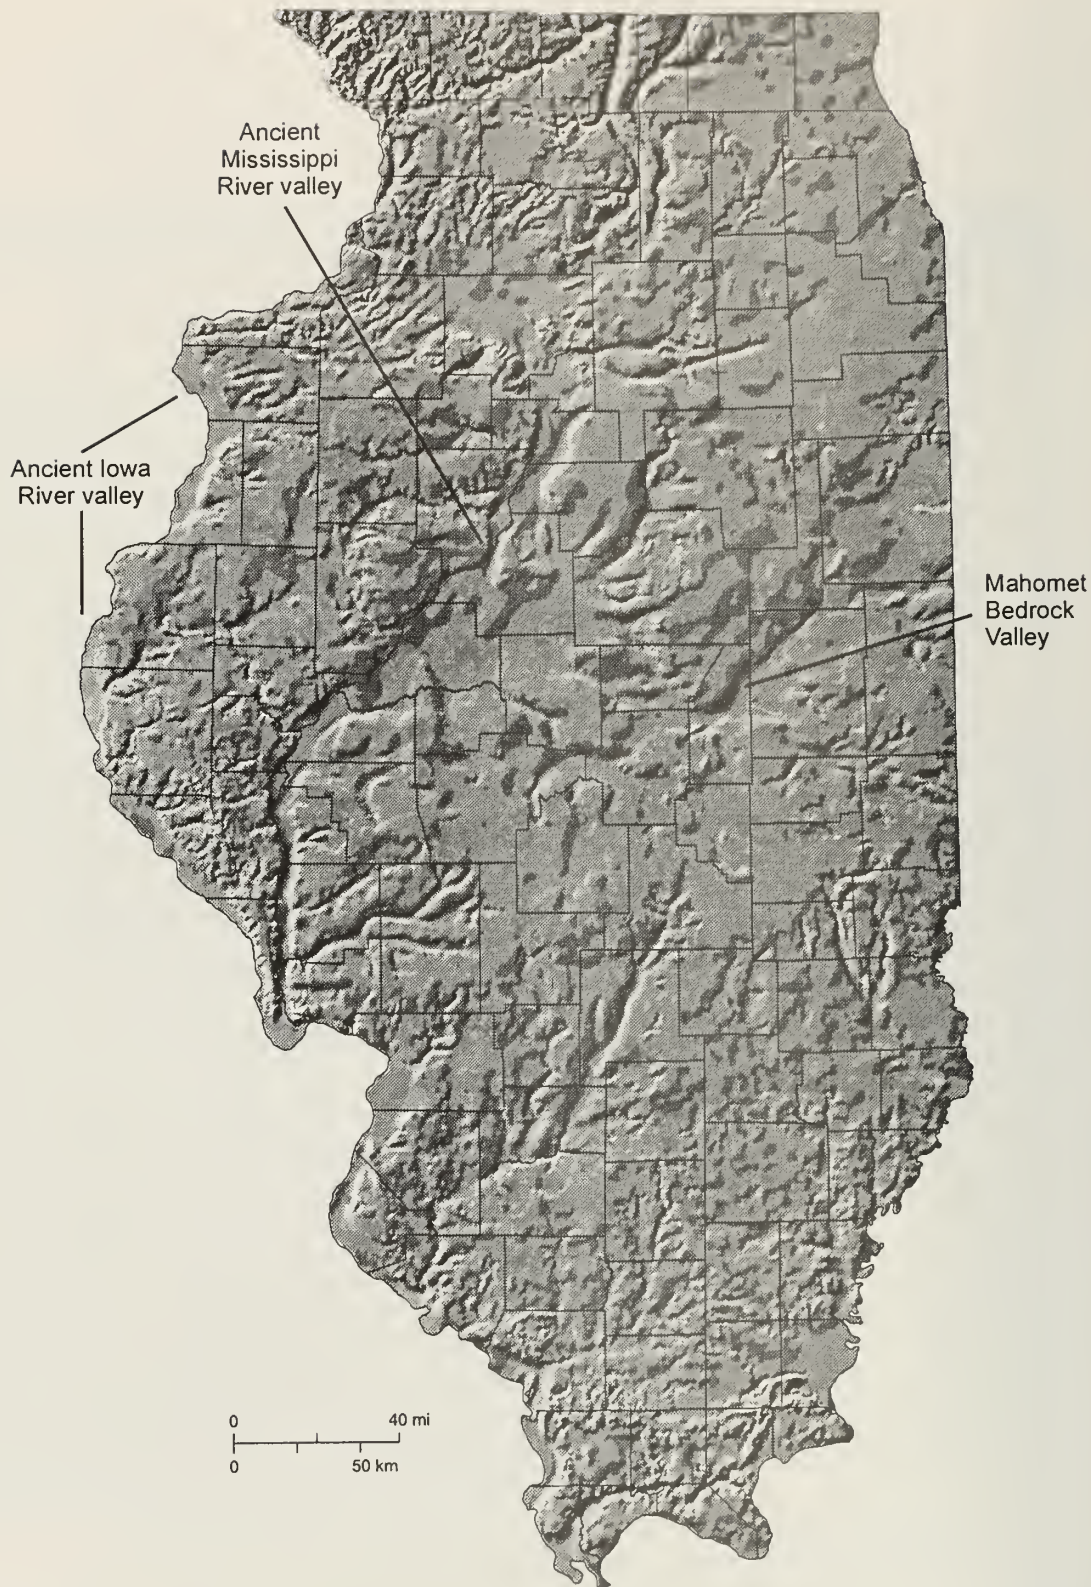 Ancient
Mississippi
River valley
Ancient Iowa
River valley
Mahomet
Bedrock
Valley
0 40 mi
0 50 km